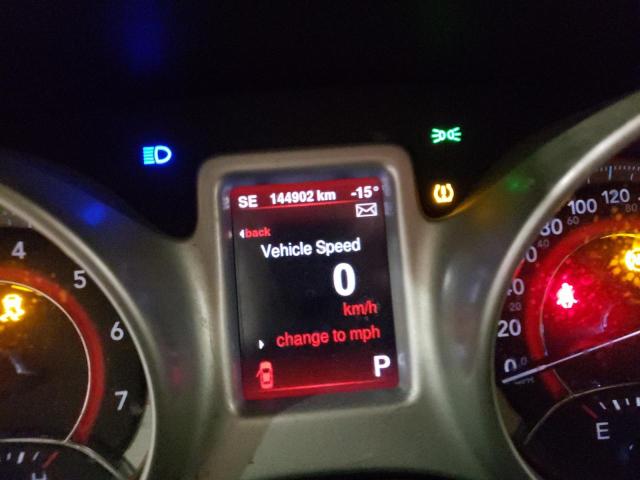 SE 144902 km -15°
back
Vehicle Speed
0
km/h
change to mph
P
4
5
6
7
H
120
100
80
40
20
0
E